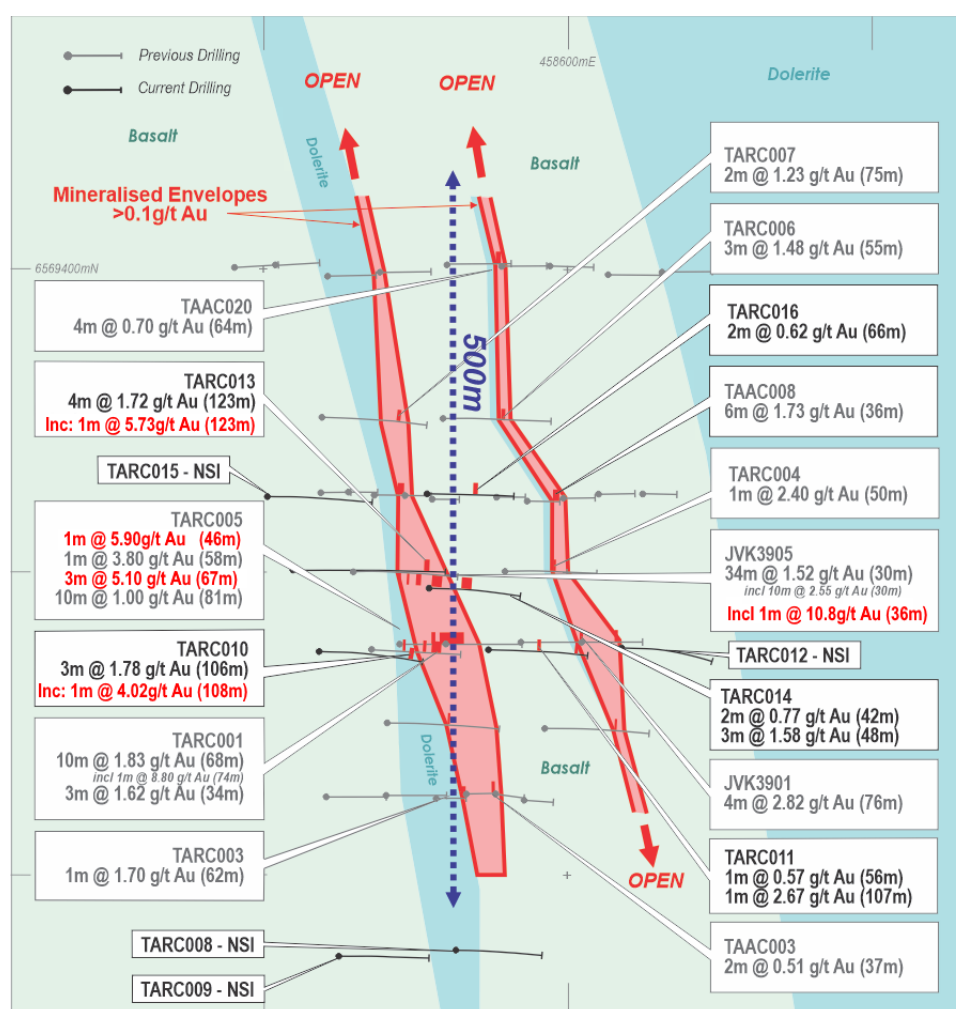 Previous Drilling
Current Drilling
458600mE
OPEN
OPEN
Dolerite
Basalt
Dolerite
Basalt
Mineralised Envelopes
>0.1g/t Au
6569400mN
500m
TAAC020
4m @ 0.70 g/t Au (64m)
TARC013
4m @ 1.72 g/t Au (123m)
Inc: 1m @ 5.73g/t Au (123m)
TARC015 - NSI
TARC005
1m @ 5.90g/t Au (46m)
1m @ 3.80 g/t Au (58m)
3m @ 5.10 g/t Au (67m)
10m @ 1.00 g/t Au (81m)
TARC010
3m @ 1.78 g/t Au (106m)
Inc: 1m @ 4.02g/t Au (108m)
TARC001
10m @ 1.83 g/t Au (68m)
incl 1m @ 8.80 g/t Au (74m)
3m @ 1.62 g/t Au (34m)
TARC003
1m @ 1.70 g/t Au (62m)
TARC008 - NSI
TARC009 - NSI
Dolerite
Basalt
OPEN
TARC007
2m @ 1.23 g/t Au (75m)
TARC006
3m @ 1.48 g/t Au (55m)
TARC016
2m @ 0.62 g/t Au (66m)
TAAC008
6m @ 1.73 g/t Au (36m)
TARC004
1m @ 2.40 g/t Au (50m)
JVK3905
34m @ 1.52 g/t Au (30m)
incl 10m @ 2.55 g/t Au (30m)
Incl 1m @ 10.8g/t Au (36m)
TARC012 - NSI
TARC014
2m @ 0.77 g/t Au (42m)
3m @ 1.58 g/t Au (48m)
JVK3901
4m @ 2.82 g/t Au (76m)
TARC011
1m @ 0.57 g/t Au (56m)
1m @ 2.67 g/t Au (107m)
TAAC003
2m @ 0.51 g/t Au (37m)